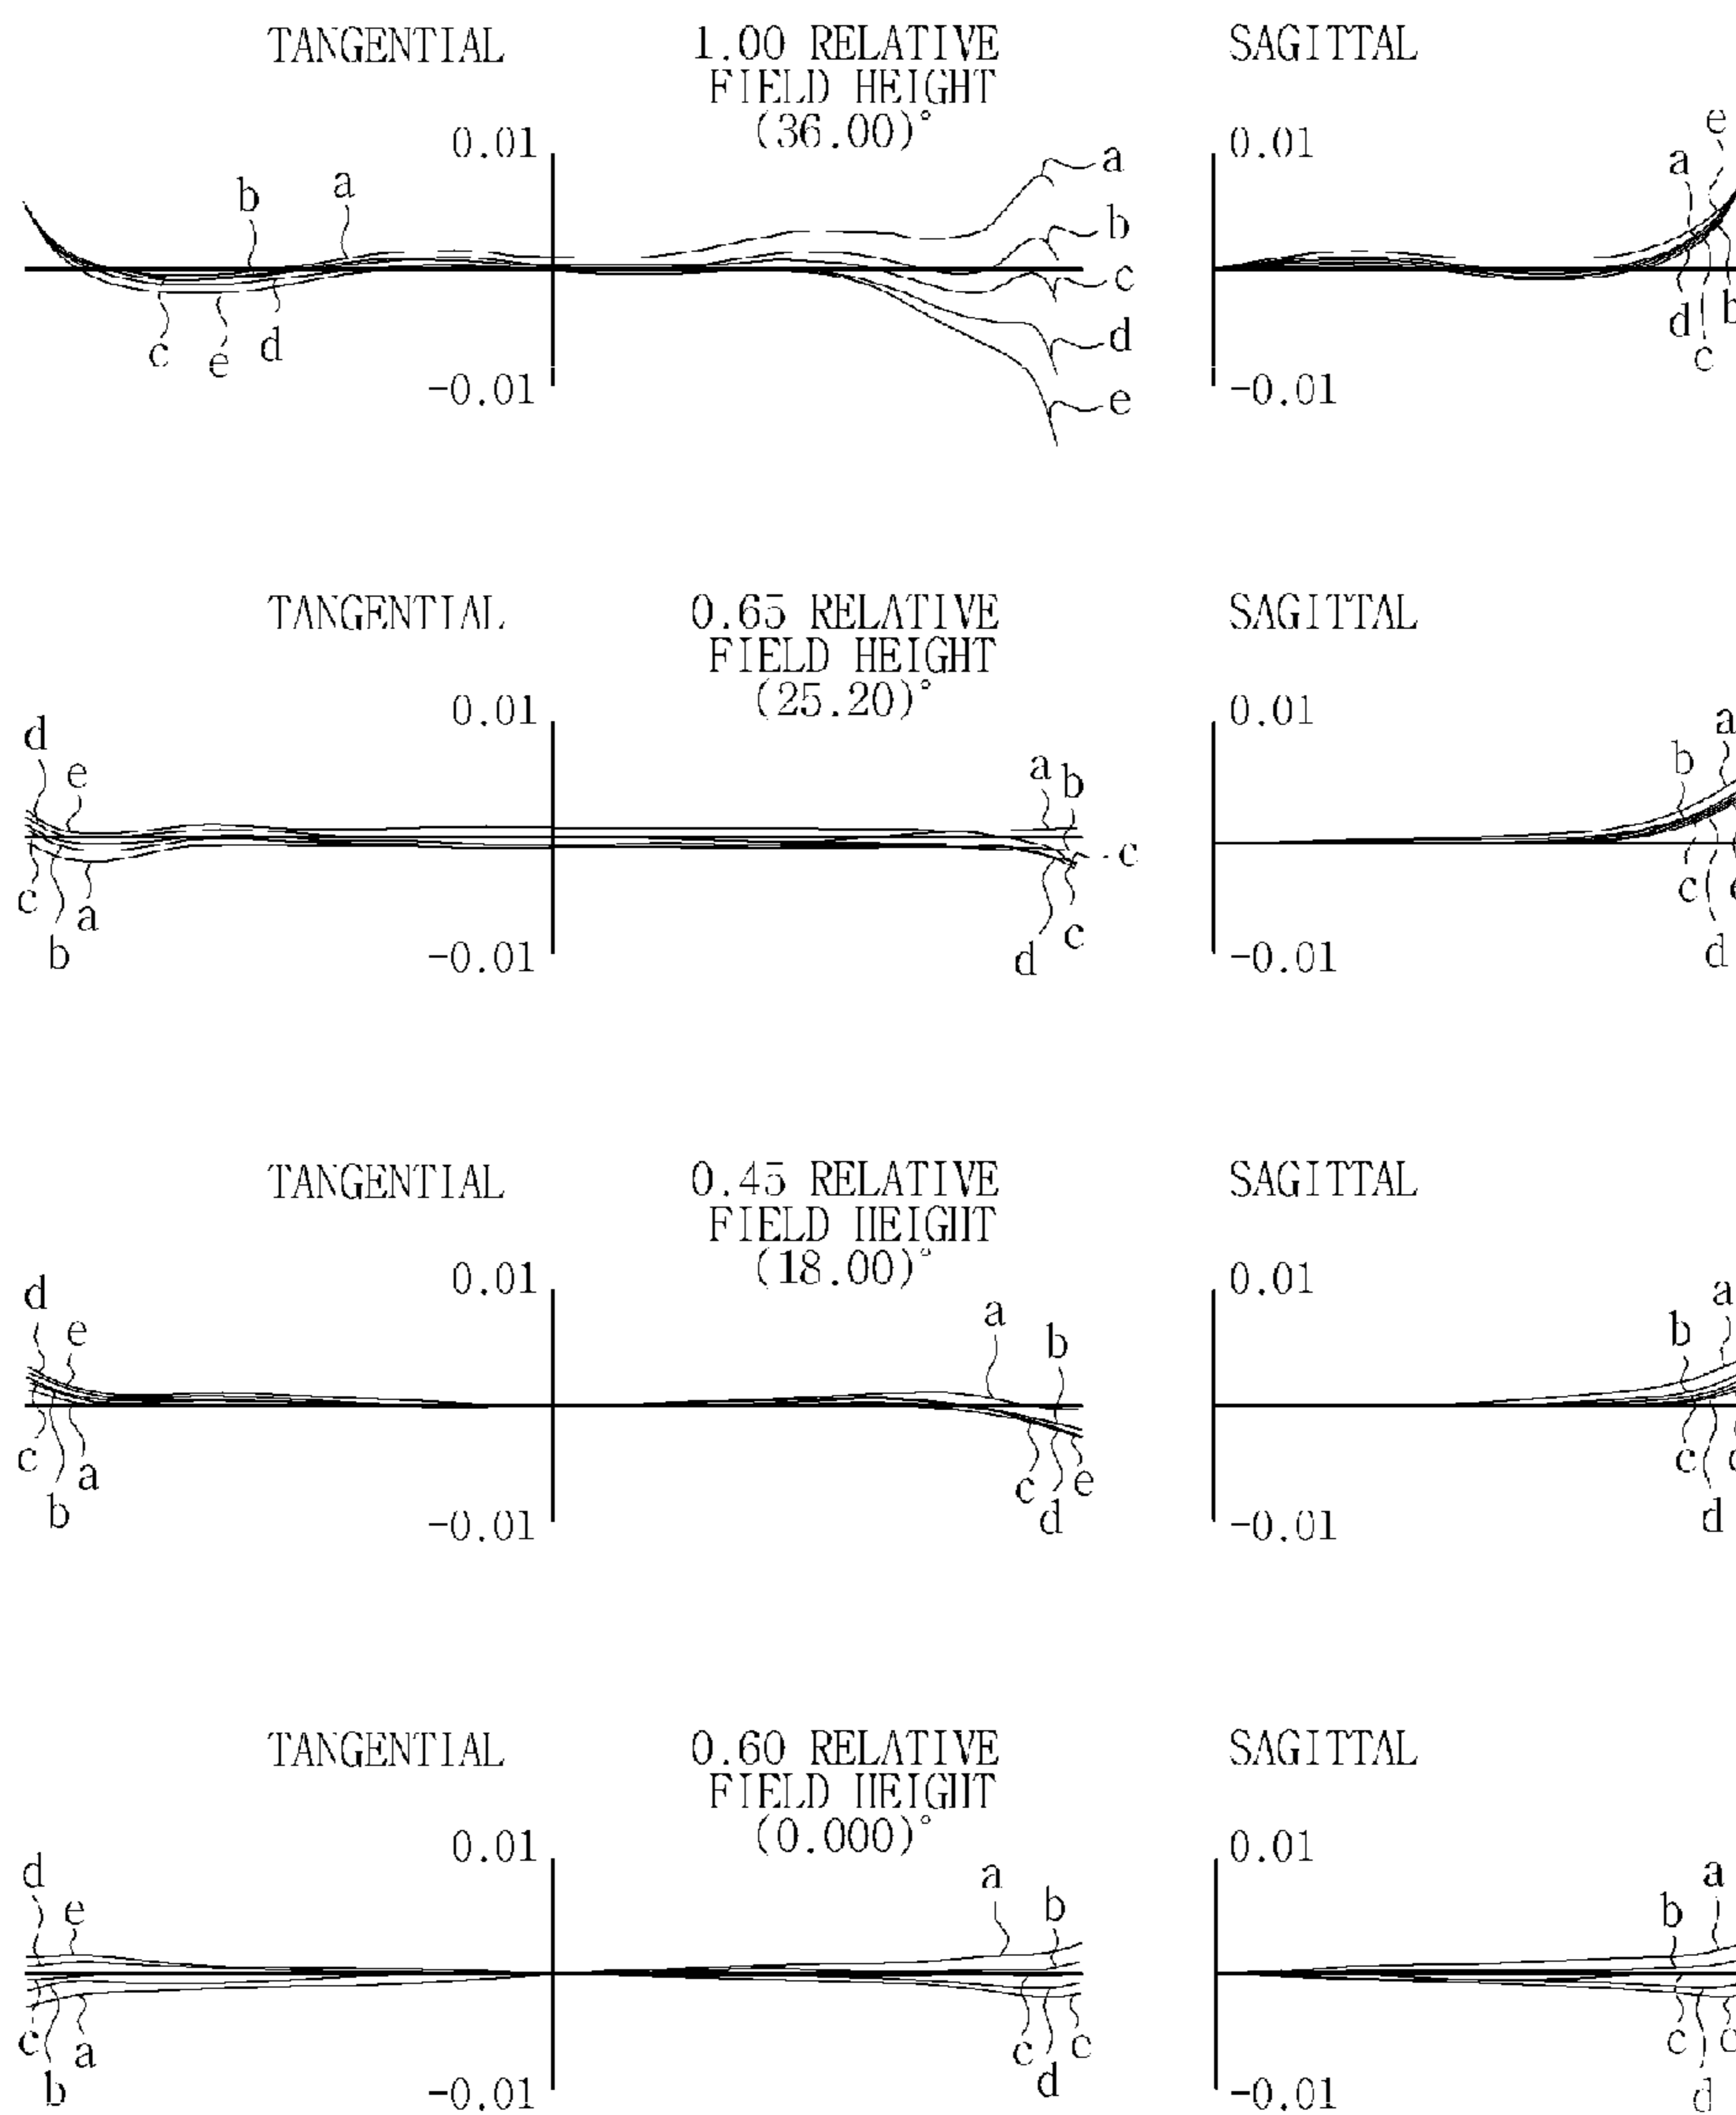 TANGENTIAL 1.00 RELATIVE SAGITTAL
FIELD HEIGHT
(36.00)°
0.01 0.01
e
a a
b a
b
c
d
c e d
d c b
e
-0.01 -0.01
TANGENTIAL 0.65 RELATIVE SAGITTAL
FIELD HEIGHT
(25.20)°
0.01 0.01
d a
e a b b
c
c a c
b d c d
-0.01 -0.01
TANGENTIAL 0.45 RELATIVE SAGITTAL
FIELD HEIGHT
(18.00)°
0.01 0.01
d a a
e b b
c a c e c
b d d
-0.01 -0.01
TANGENTIAL 0.60 RELATIVE SAGITTAL
FIELD HEIGHT
(0.000)°
0.01 0.01
d a a
e b b
c a c c c
b d d
-0.01 -0.01